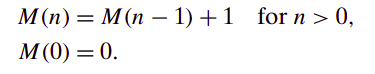 M(n) = M(n − 1) + 1 for n > 0,
M(0) = 0.